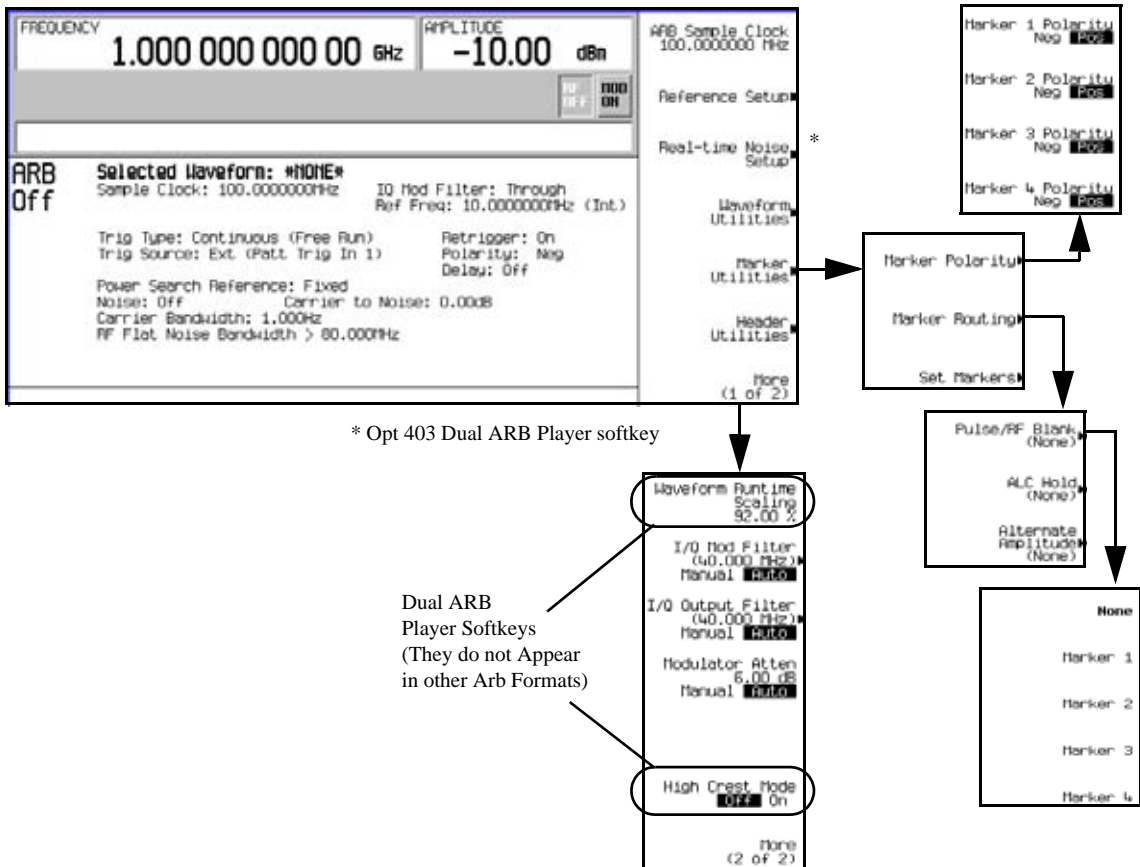 FREQUENCY
1.000 000 000 00 GHz
AMPLITUDE
-10.00 dBm
RF OFF
MOD ON
ARB Off
Selected Waveform: *NONE*
Sample Clock: 100.0000000MHz
IQ Mod Filter: Through
Ref Freq: 10.0000000MHz (Int)
Trig Type: Continuous (Free Run)
Retrigger: On
Trig Source: Ext (Patt Trig In 1)
Polarity: Neg
Delay: Off
Power Search Reference: Fixed
Noise: Off
Carrier to Noise: 0.00dB
Carrier Bandwidth: 1.000Hz
RF Flat Noise Bandwidth > 80.000MHz
ARB Sample Clock
100.0000000 MHz
Reference Setup
Real-time Noise
Setup
*
Waveform
Utilities
Marker
Utilities
Header
Utilities
More
(1 of 2)
* Opt 403 Dual ARB Player softkey
Marker 1 Polarity
Neg Pos
Marker 2 Polarity
Neg Pos
Marker 3 Polarity
Neg Pos
Marker 4 Polarity
Neg Pos
Marker Polarity
Marker Routing
Set Markers
Pulse/RF Blank
(None)
ALC Hold
(None)
Alternate
Amplitude
(None)
None
Marker 1
Marker 2
Marker 3
Marker 4
Waveform Runtime
Scaling
92.00 %
I/Q Mod Filter
(40.000 MHz)
Manual Auto
I/Q Output Filter
(40.000 MHz)
Manual Auto
Modulator Atten
6.00 dB
Manual Auto
High Crest Mode
Off On
More
(2 of 2)
Dual ARB
Player Softkeys
(They do not Appear
in other Arb Formats)